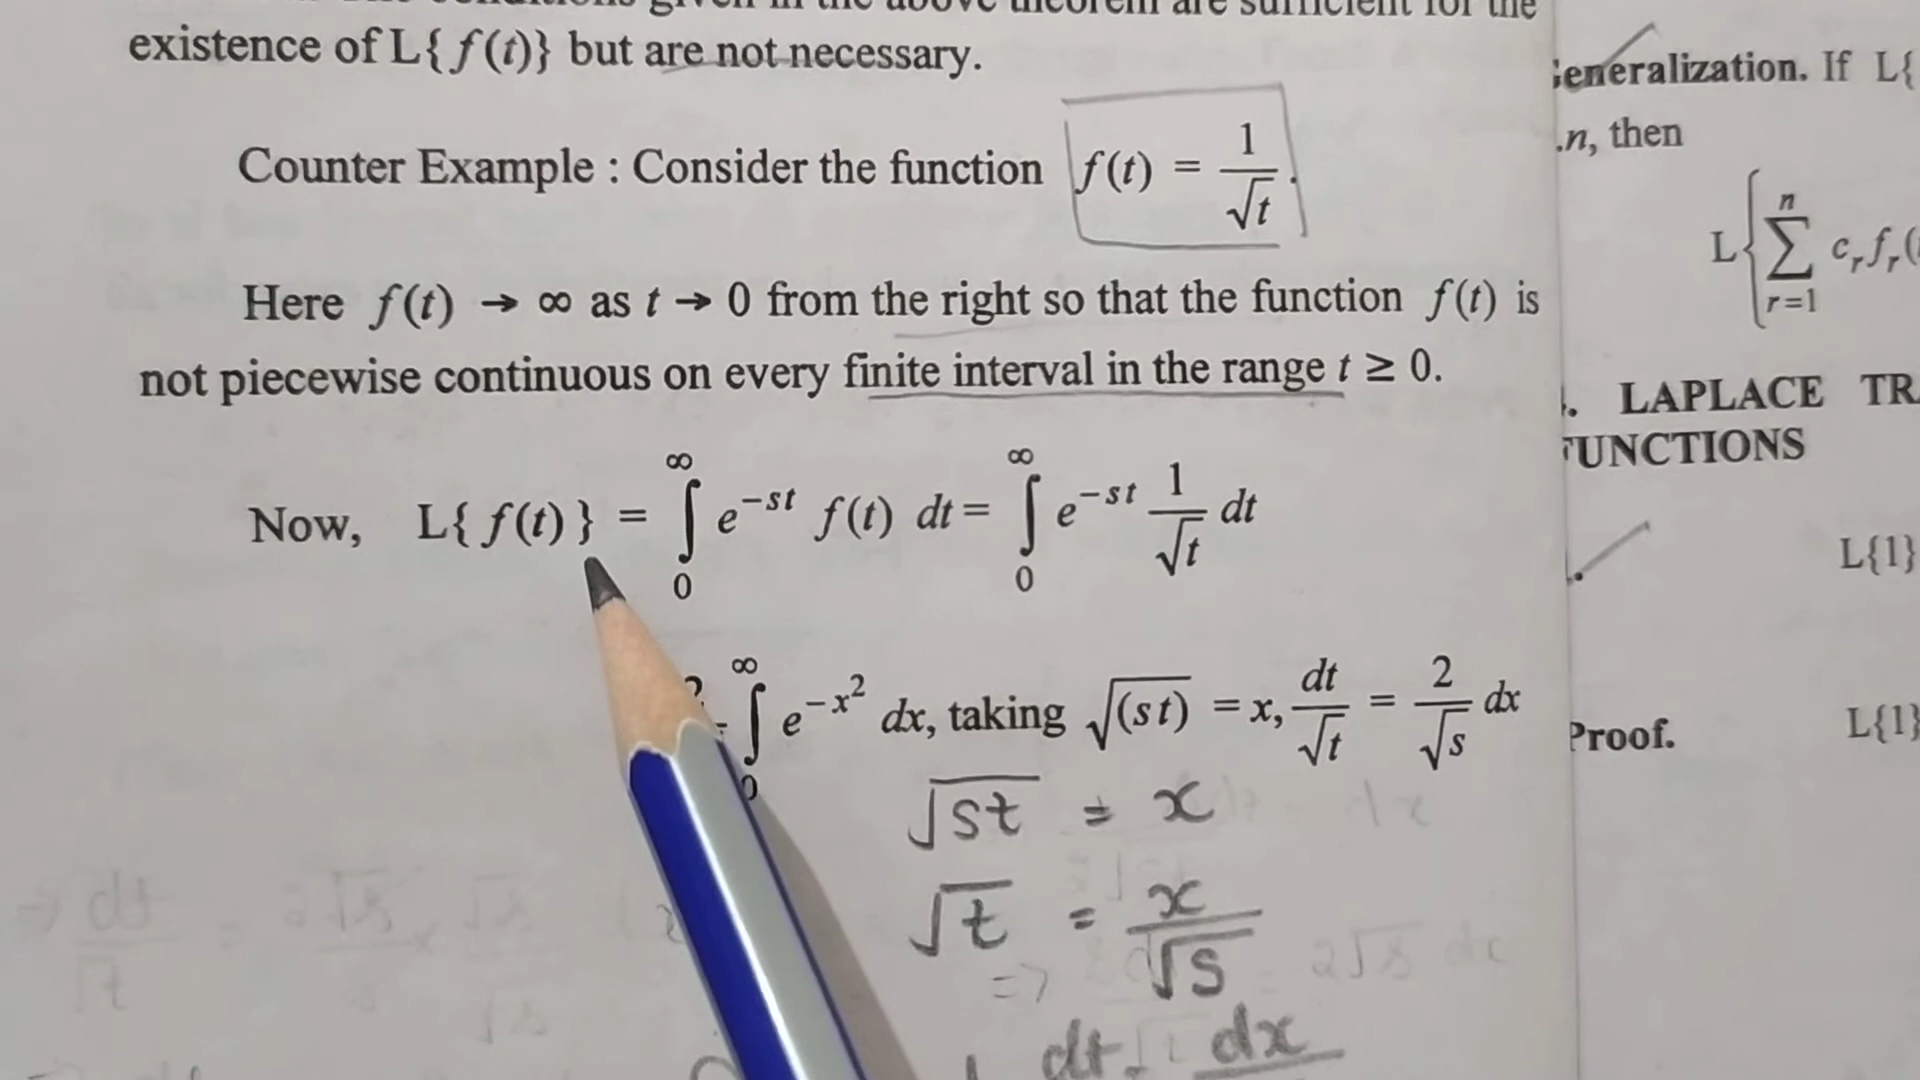 existence of L{ f(t)} but are not necessary.
Counter Example : Consider the function f(t) = 1/√t.
Here f(t) → ∞ as t → 0 from the right so that the function f(t) is
not piecewise continuous on every finite interval in the range t ≥ 0.
Now, L{ f(t) } = ∫₀^∞ e^{-st} f(t) dt = ∫₀^∞ e^{-st} 1/√t dt
∫₀^∞ e^{-x²} dx, taking √(st) = x, dt/√t = 2/√s dx
√st = x
√t = x/√s
dt dx
If L{
n, then
L{ ∑_{r=1}^{n} c_r f_r(
LAPLACE
L{1}
Proof. L{1}